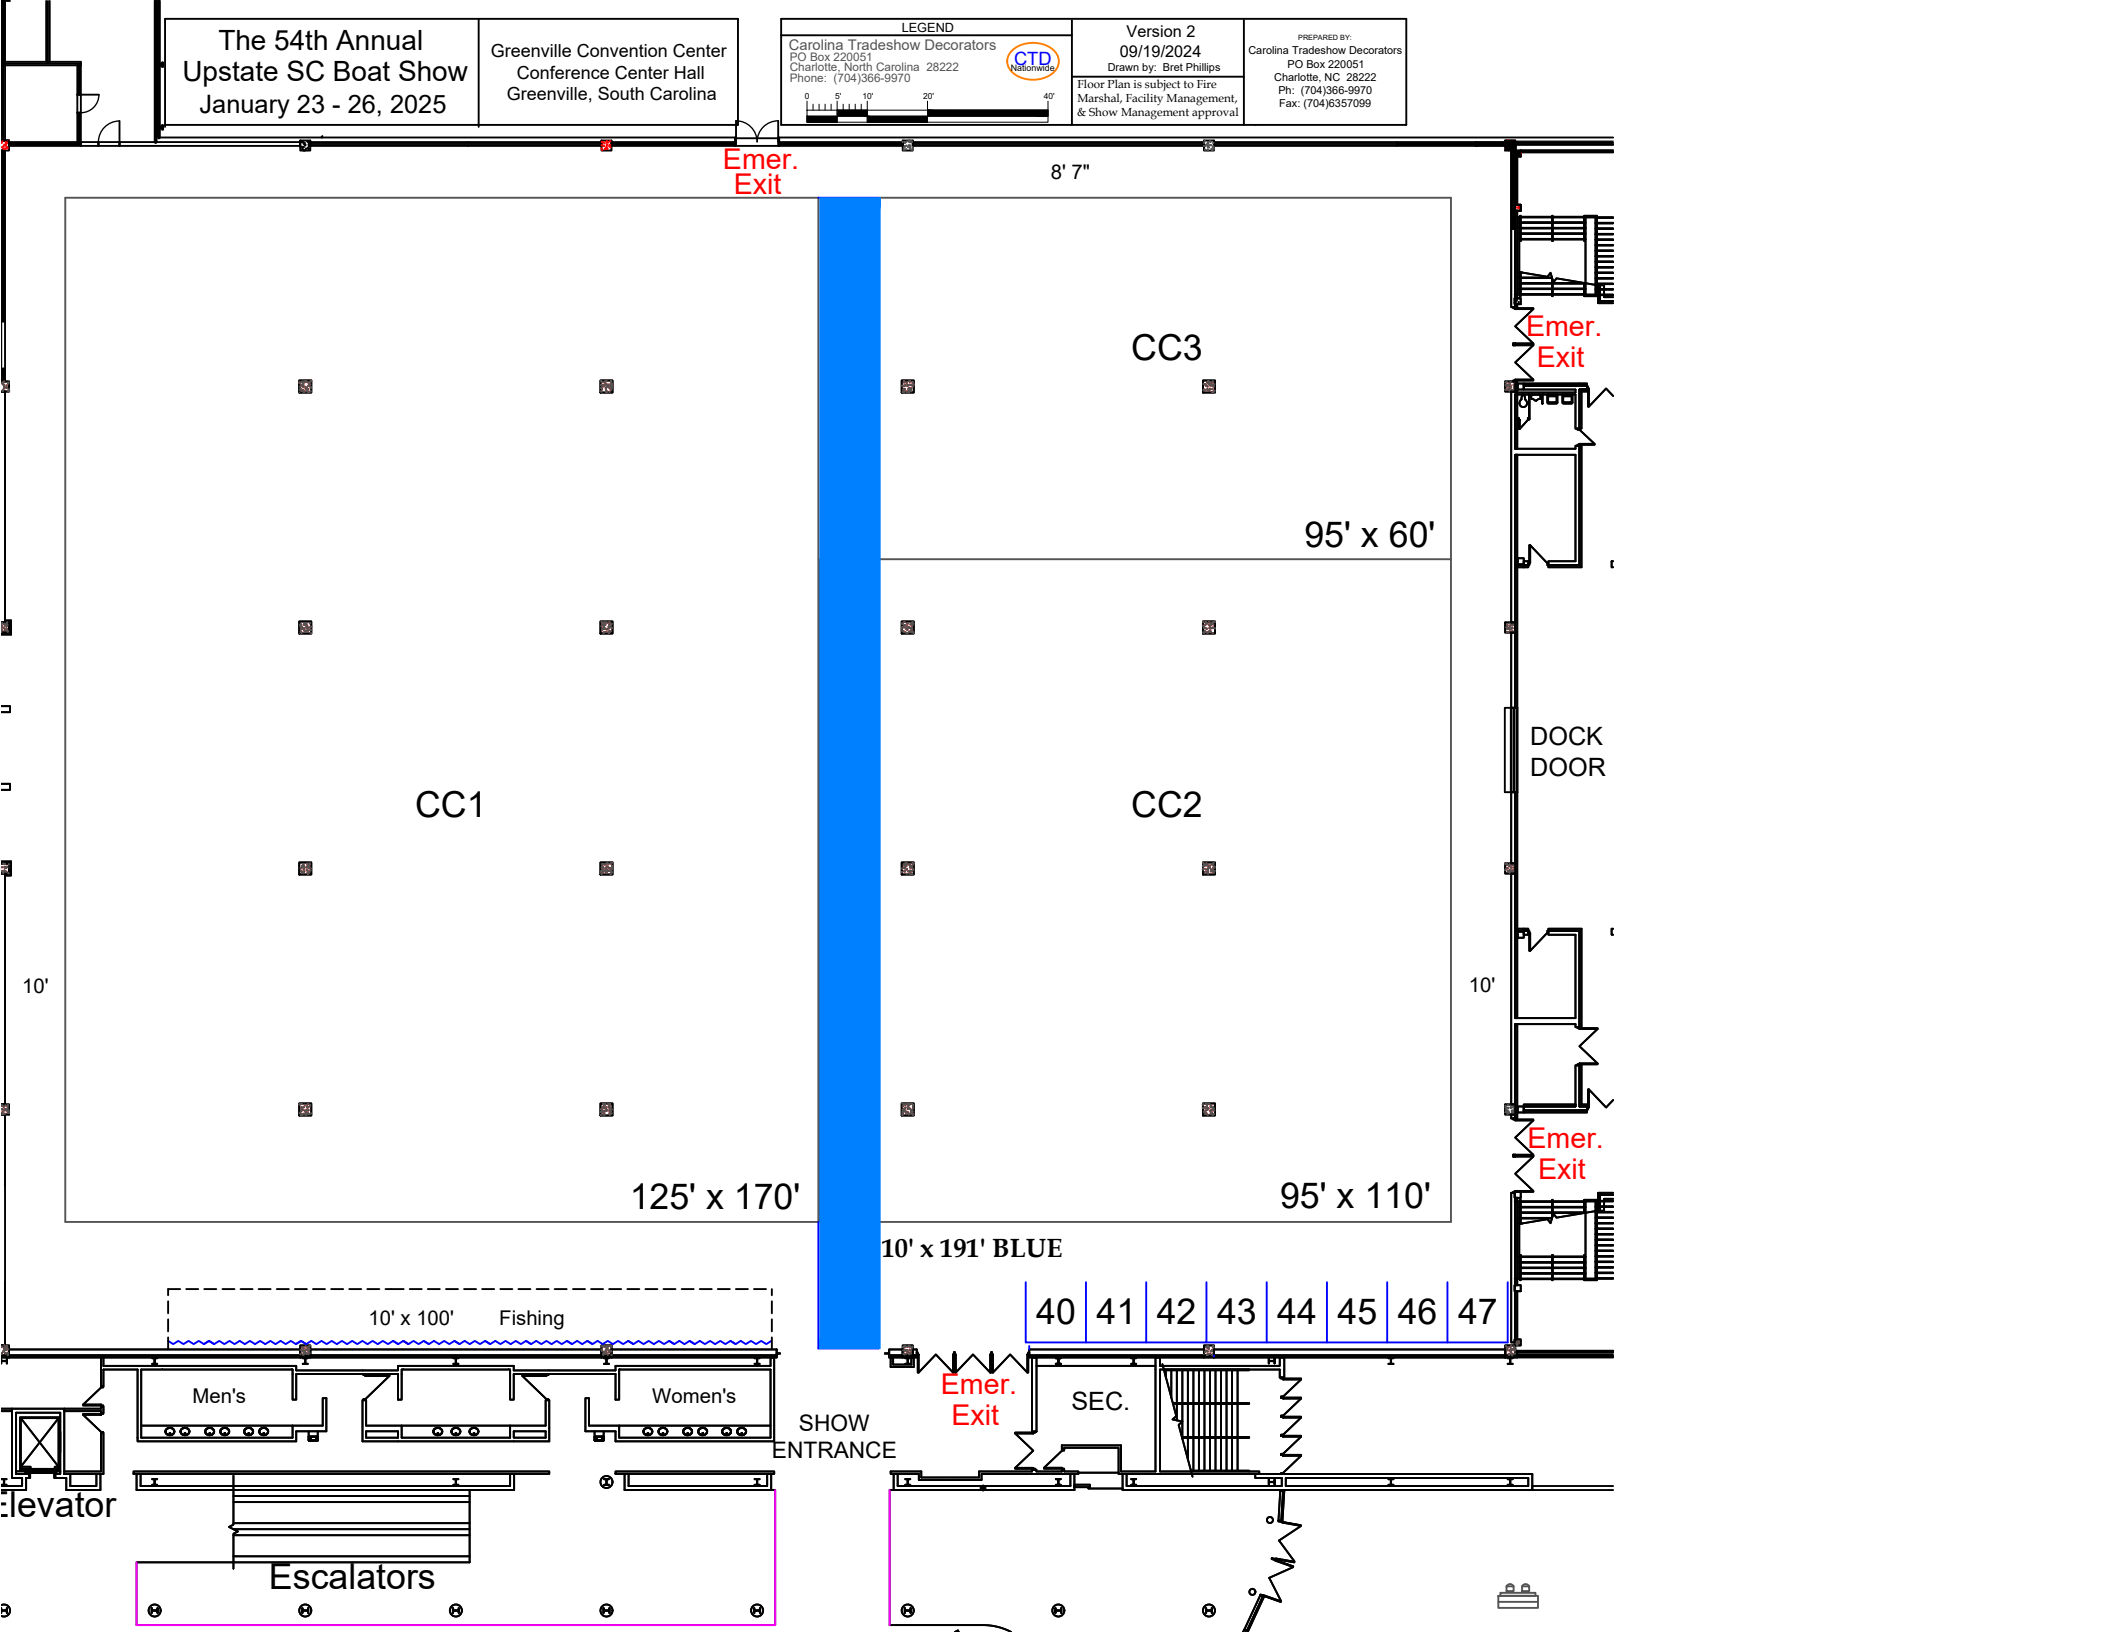 The 54th Annual
Upstate SC Boat Show
January 23 - 26, 2025
Greenville Convention Center
Conference Center Hall
Greenville, South Carolina
LEGEND
Carolina Tradeshow Decorators
PO Box 220051
Charlotte, North Carolina 28222
Phone: (704)366-9970
CTD
Nationwide
0 5' 10' 20' 40'
Version 2
09/19/2024
Drawn by: Bret Phillips
Floor Plan is subject to Fire
Marshal, Facility Management,
& Show Management approval
PREPARED BY:
Carolina Tradeshow Decorators
PO Box 220051
Charlotte, NC 28222
Ph: (704)366-9970
Fax: (704)6357099
Emer.
Exit
8' 7"
CC3
Emer.
Exit
95' x 60'
DOCK
DOOR
CC1
CC2
10'
10'
Emer.
Exit
125' x 170'
95' x 110'
10' x 191' BLUE
10' x 100' Fishing
40 41 42 43 44 45 46 47
Men's
Women's
Emer.
Exit
SEC.
SHOW
ENTRANCE
Elevator
Escalators